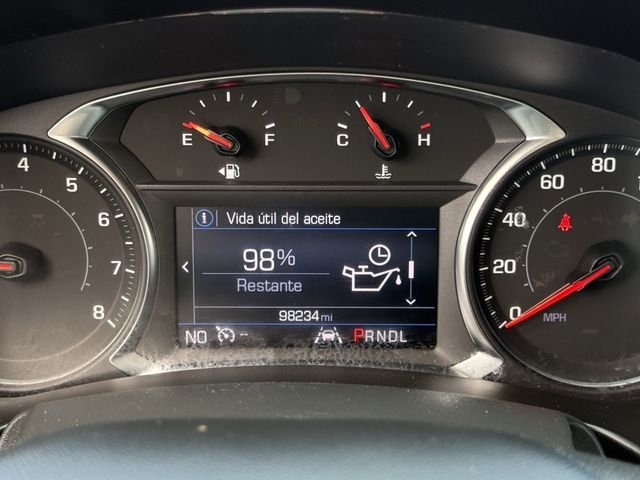 E F C H
4 5 6 7 8
Vida útil del aceite
98%
Restante
98234 mi
NO -- PRNDL
0 20 40 60 80
MPH